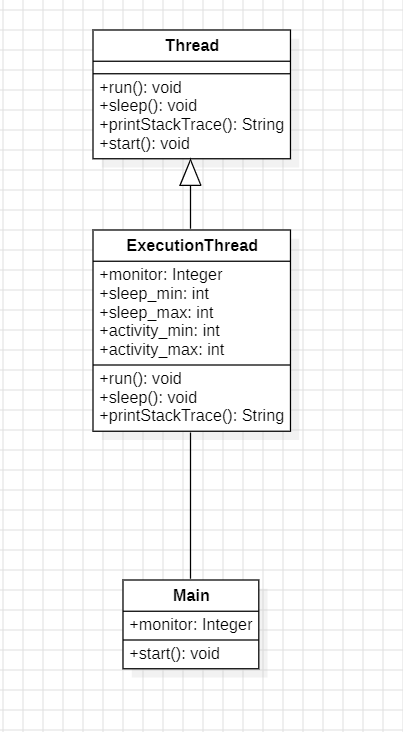 Thread
+run(): void
+sleep(): void
+printStackTrace(): String
+start(): void
ExecutionThread
+monitor: Integer
+sleep_min: int
+sleep_max: int
+activity_min: int
+activity_max: int
+run(): void
+sleep(): void
+printStackTrace(): String
Main
+monitor: Integer
+start(): void